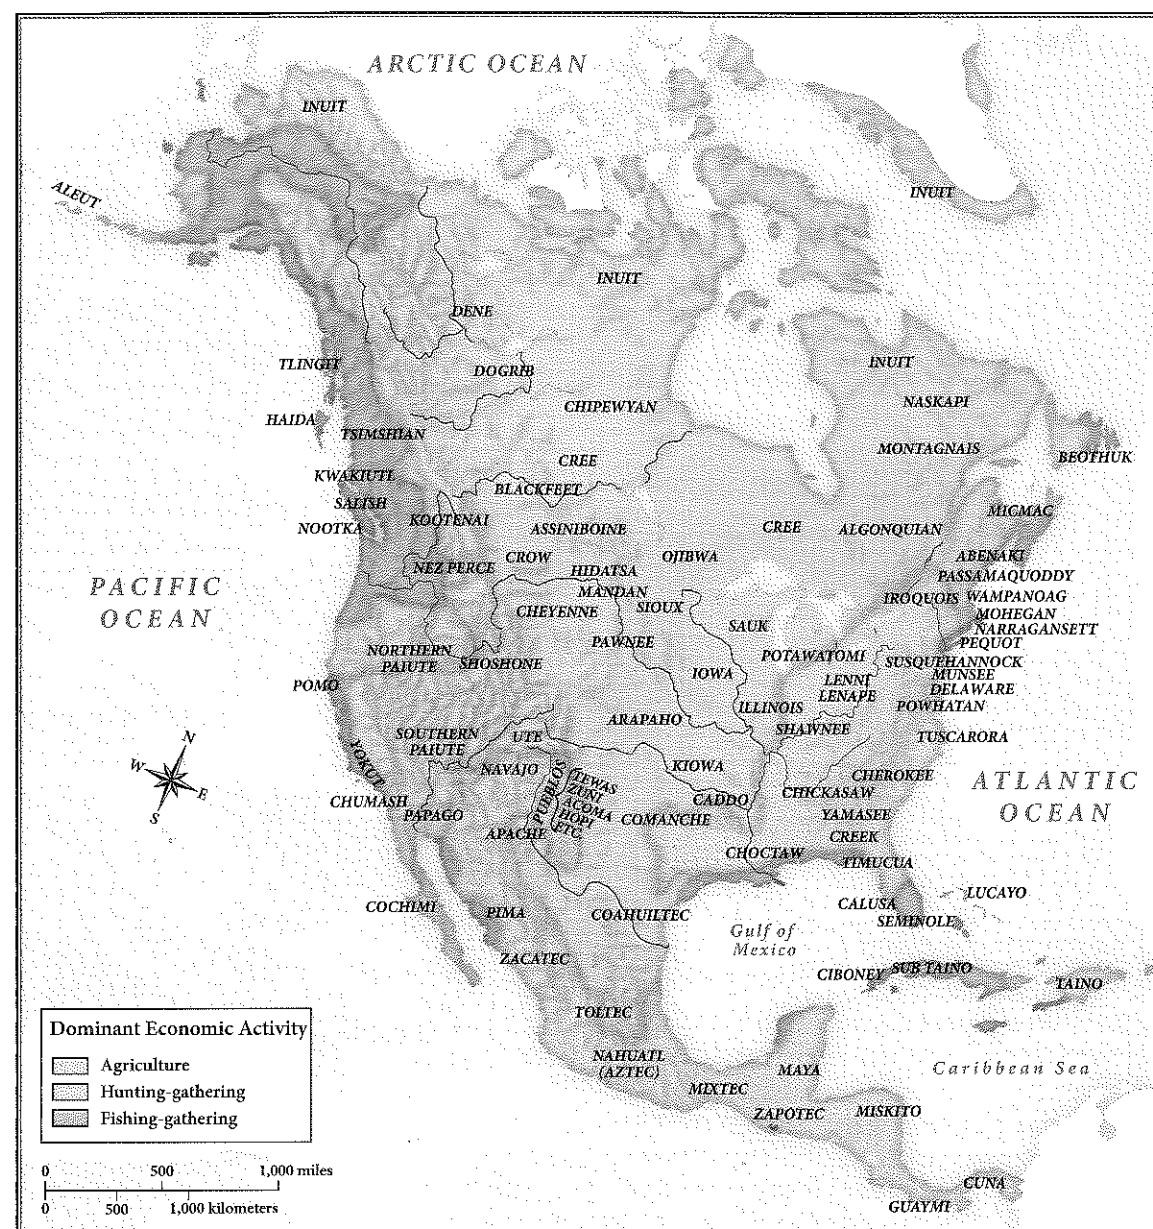 ARCTIC OCEAN
INUIT
ALEUT
INUIT
INUIT
DENE
TLINGIT
DOGRIB
INUIT
CHIPEWYAN
NASKAPI
HAIDA
TSIMSHIAN
MONTAGNAIS
BEOTHUK
CREE
KWAKIUTL
BLACKFEET
SALISH
MICMAC
KOOTENAI
NOOTKA
ASSINIBOINE
CREE
ALGONQUIAN
CROW
OJIBWA
ABENAKI
NEZ PERCE
HIDATSA
PASSAMAQUODDY
PACIFIC
OCEAN
MANDAN
IROQUOIS
WAMPANOAG
CHEYENNE
SIOUX
MOHEGAN
SAUK
NARRAGANSETT
PAWNEE
PEQUOT
NORTHERN
PAIUTE
SHOSHONE
POTAWATOMI
SUSQUEHANNOCK
IOWA
MUNSEE
POMO
LENNI
LENAPE
DELAWARE
ILLINOIS
POWHATAN
ARAPAHO
SHAWNEE
SOUTHERN
PAIUTE
UTE
TUSCARORA
N
W
E
S
YOKUT
NAVAJO
PUEBLOS
TEWAS
ZUNI
ACOMA
HOPI
ETC.
KIOWA
CHEROKEE
ATLANTIC
OCEAN
CHUMASH
CADDO
CHICKASAW
PAPAGO
COMANCHE
YAMASEE
APACHE
CREEK
CHOCTAW
TIMUCUA
LUCAYO
COCHIMI
PIMA
COAHUILTEC
CALUSA
SEMINOLE
Gulf of
Mexico
ZACATEC
CIBONEY
SUB TAINO
TAINO
TOLTEC
NAHUATL
(AZTEC)
MAYA
Caribbean Sea
MIXTEC
ZAPOTEC
MISKITO
CUNA
GUAYMI
Dominant Economic Activity
Agriculture
Hunting-gathering
Fishing-gathering
0 500 1,000 miles
0 500 1,000 kilometers